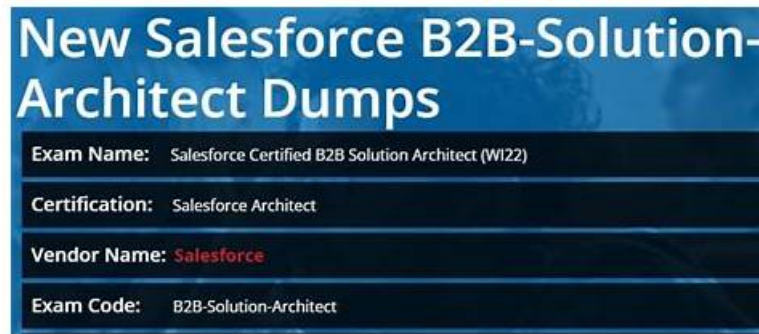 New Salesforce B2B-Solution-
Architect Dumps
Exam Name: Salesforce Certified B2B Solution Architect (WI22)
Certification: Salesforce Architect
Vendor Name: Salesforce
Exam Code: B2B-Solution-Architect